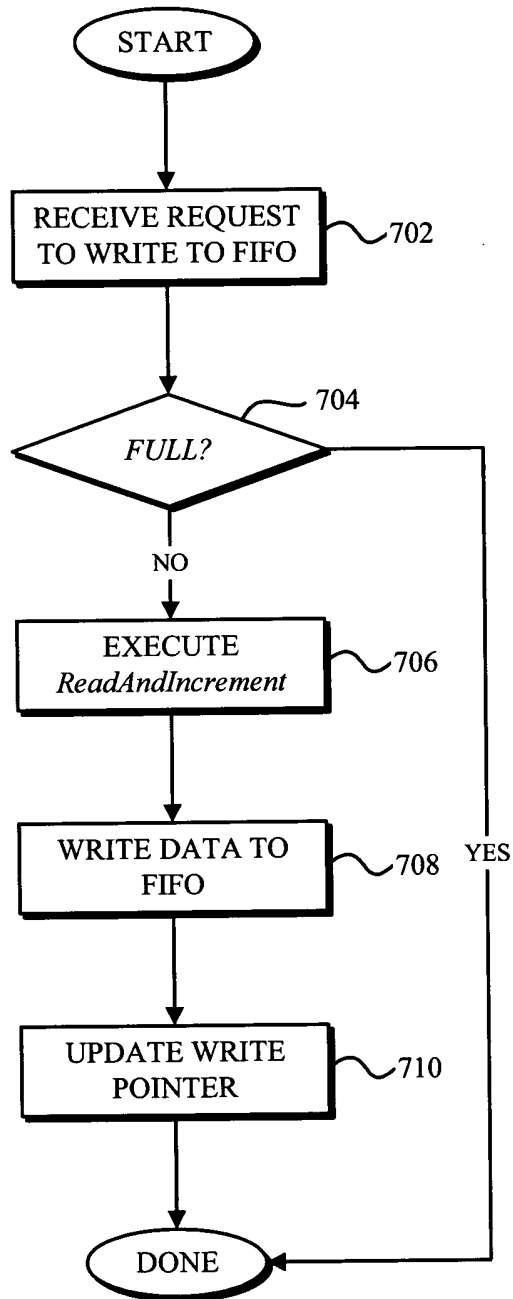 START
RECEIVE REQUEST
TO WRITE TO FIFO
702
704
FULL?
NO
EXECUTE
ReadAndIncrement
706
WRITE DATA TO
FIFO
708
YES
UPDATE WRITE
POINTER
710
DONE